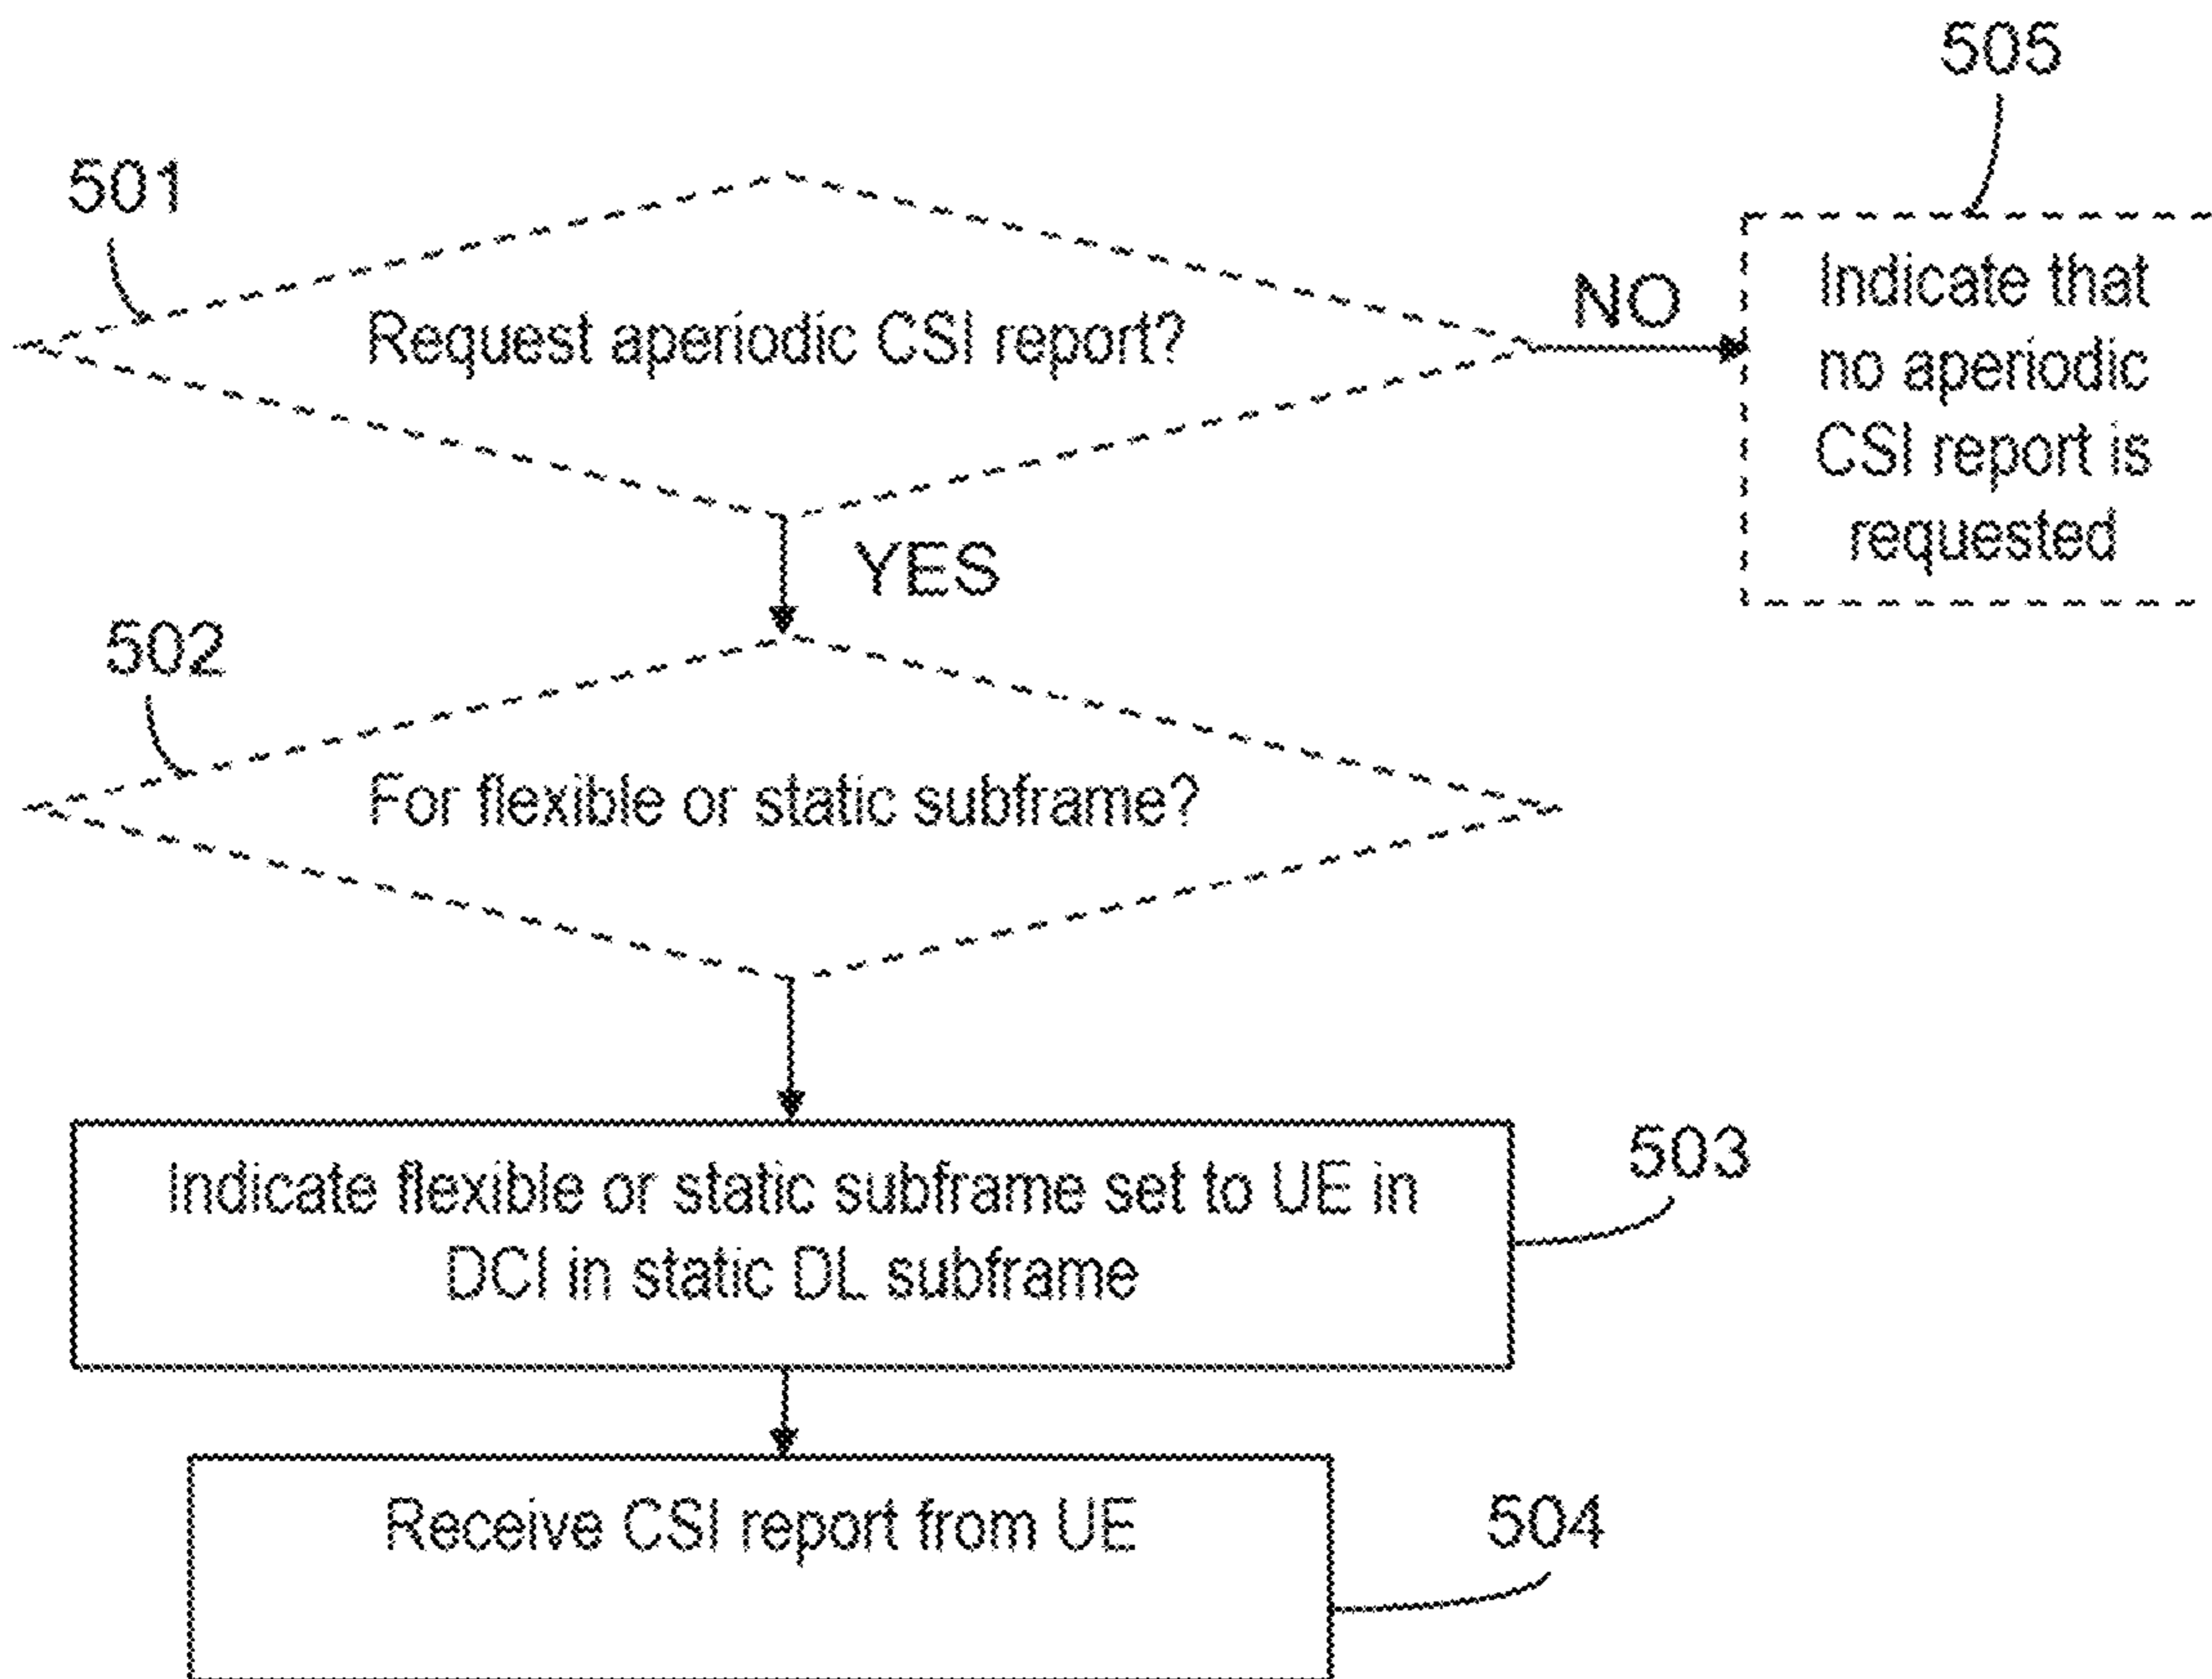 505
501
Request aperiodic CSI report?
NO
Indicate that
no aperiodic
CSI report is
requested
YES
502
For flexible or static subframe?
503
Indicate flexible or static subframe set to UE in
DCI in static DL subframe
504
Receive CSI report from UE